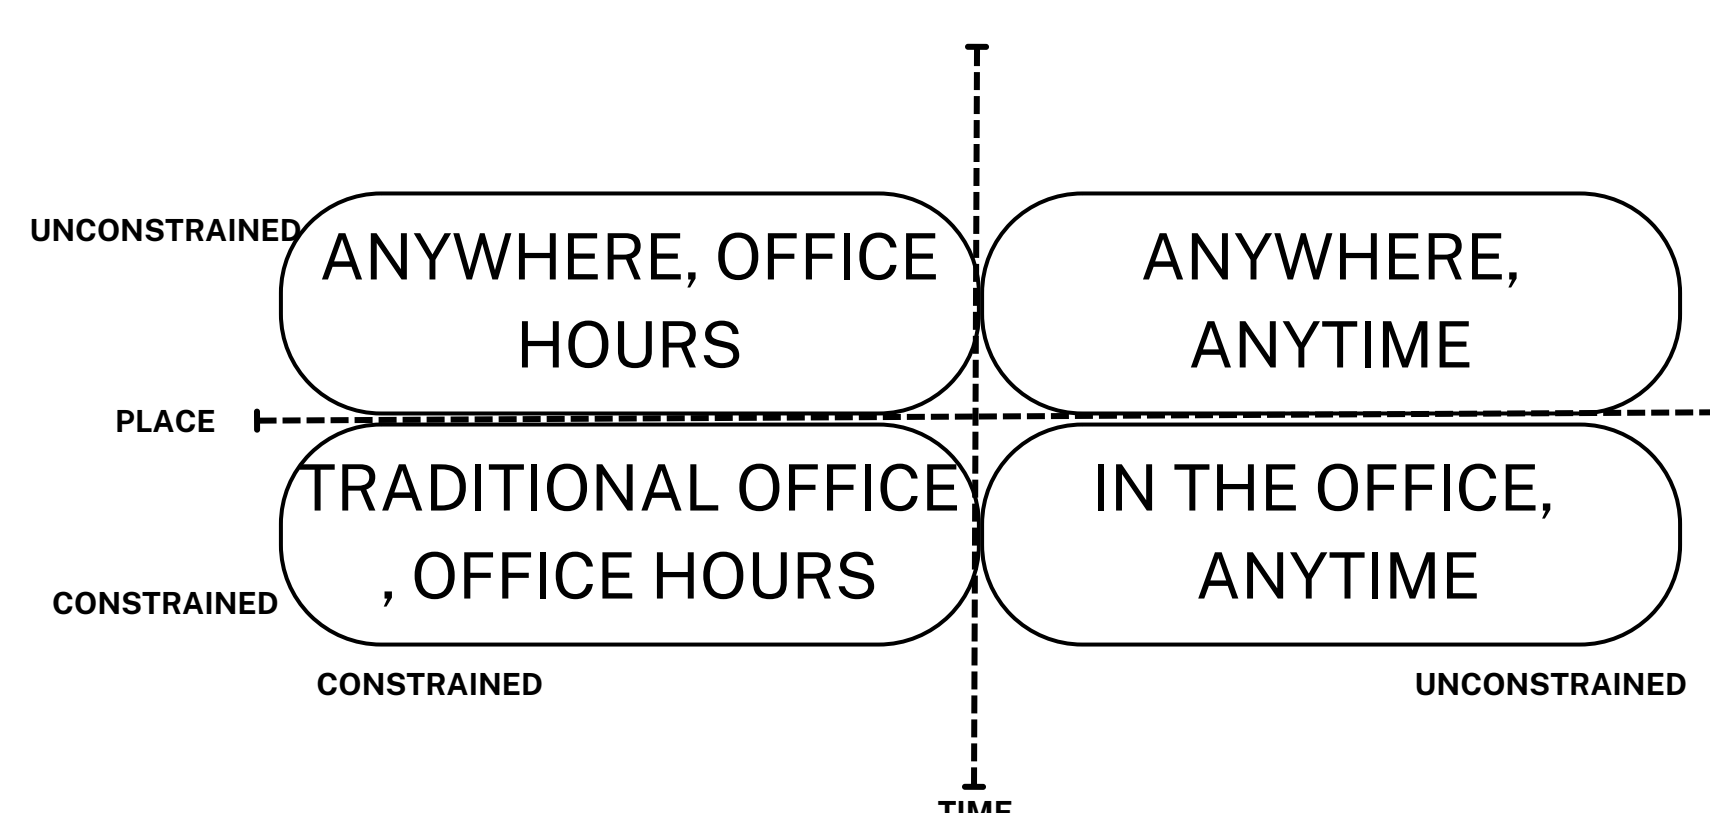 UNCONSTRAINED
ANYWHERE, OFFICE
HOURS
ANYWHERE,
ANYTIME
PLACE
TRADITIONAL OFFICE
, OFFICE HOURS
IN THE OFFICE,
ANYTIME
CONSTRAINED
CONSTRAINED
UNCONSTRAINED
TIME